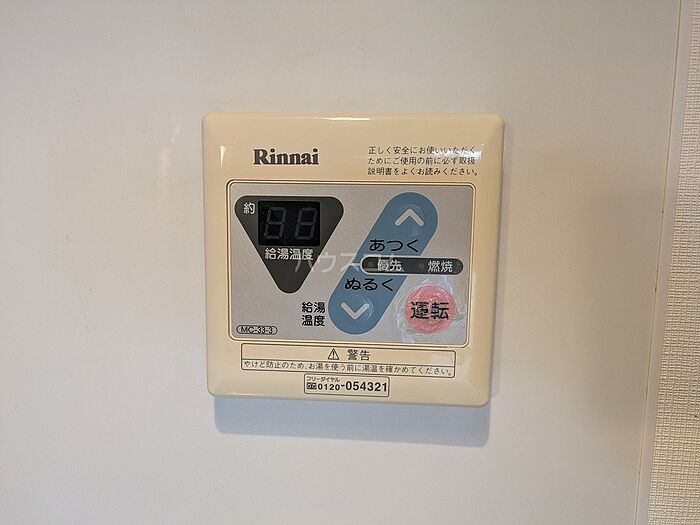 Rinnai
正しく安全にお使いいただく
ためにご使用の前に必ず取扱
説明書をよくお読みください。
約
88
給湯温度
あつく
優先 燃焼
ぬるく
給湯
温度
運転
MC-33-3
ハウス
⚠ 警告
やけど防止のため、お湯を使う前に湯温を確かめてください。
フリーダイヤル
0120-054321